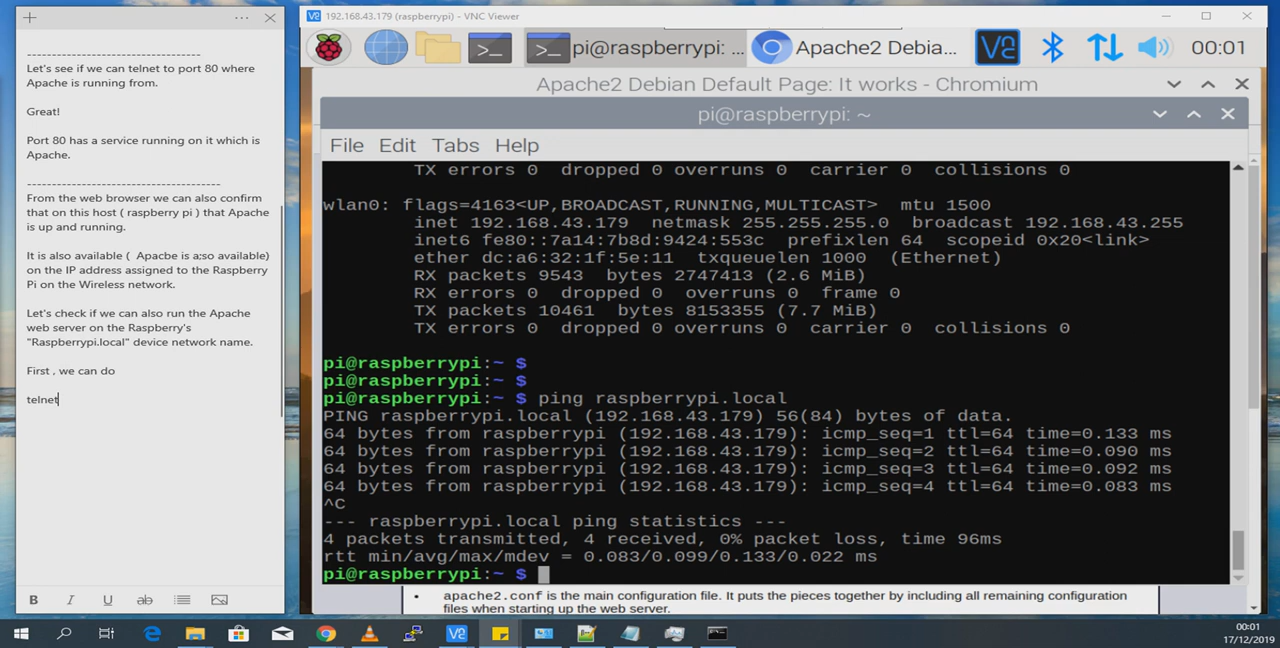 -----------------------------------
Let's see if we can telnet to port 80 where
Apache is running from.
Great!
Port 80 has a service running on it which is
Apache.
---------------------------------------
From the web browser we can also confirm
that on this host ( raspberry pi ) that Apache
is up and running.
It is also available ( Apacbe is a;so available)
on the IP address assigned to the Raspberry
Pi on the Wireless network.
Let's check if we can also run the Apache
web server on the Raspberry's
"Raspberrypi.local" device network name.
First , we can do
telnet
192.168.43.179 (raspberrypi) - VNC Viewer
pi@raspberrypi: ...
Apache2 Debia...
00:01
Apache2 Debian Default Page: It works - Chromium
pi@raspberrypi: ~
File Edit Tabs Help
TX errors 0 dropped 0 overruns 0 carrier 0 collisions 0
wlan0: flags=4163<UP,BROADCAST,RUNNING,MULTICAST> mtu 1500
inet 192.168.43.179 netmask 255.255.255.0 broadcast 192.168.43.255
inet6 fe80::7a14:7b8d:9424:553c prefixlen 64 scopeid 0x20<link>
ether dc:a6:32:1f:5e:11 txqueuelen 1000 (Ethernet)
RX packets 9543 bytes 2747413 (2.6 MiB)
RX errors 0 dropped 0 overruns 0 frame 0
TX packets 10461 bytes 8153355 (7.7 MiB)
TX errors 0 dropped 0 overruns 0 carrier 0 collisions 0
pi@raspberrypi:~ $
pi@raspberrypi:~ $
pi@raspberrypi:~ $ ping raspberrypi.local
PING raspberrypi.local (192.168.43.179) 56(84) bytes of data.
64 bytes from raspberrypi (192.168.43.179): icmp_seq=1 ttl=64 time=0.133 ms
64 bytes from raspberrypi (192.168.43.179): icmp_seq=2 ttl=64 time=0.090 ms
64 bytes from raspberrypi (192.168.43.179): icmp_seq=3 ttl=64 time=0.092 ms
64 bytes from raspberrypi (192.168.43.179): icmp_seq=4 ttl=64 time=0.083 ms
^C
--- raspberrypi.local ping statistics ---
4 packets transmitted, 4 received, 0% packet loss, time 96ms
rtt min/avg/max/mdev = 0.083/0.099/0.133/0.022 ms
pi@raspberrypi:~ $
• apache2.conf is the main configuration file. It puts the pieces together by including all remaining configuration
files when starting up the web server.
B I U ab
00:01
17/12/2019